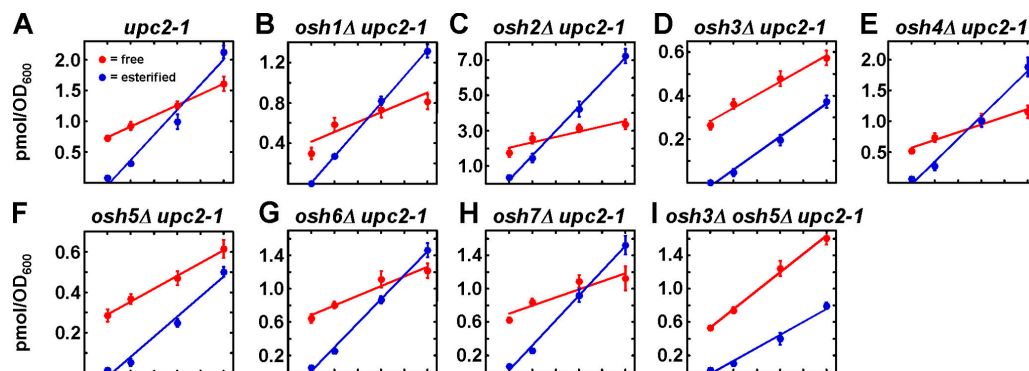 A upc2-1
B osh1Δ upc2-1
C osh2Δ upc2-1
D osh3Δ upc2-1
E osh4Δ upc2-1
pmol/OD600
2.0
1.5
1.0
0.5
= free
= esterified
1.2
0.8
0.4
7.0
5.0
3.0
1.0
0.6
0.4
0.2
2.0
1.5
1.0
0.5
F osh5Δ upc2-1
G osh6Δ upc2-1
H osh7Δ upc2-1
I osh3Δ osh5Δ upc2-1
pmol/OD600
0.6
0.4
0.2
1.4
1.0
0.6
0.2
1.4
1.0
0.6
0.2
1.4
1.0
0.6
0.2